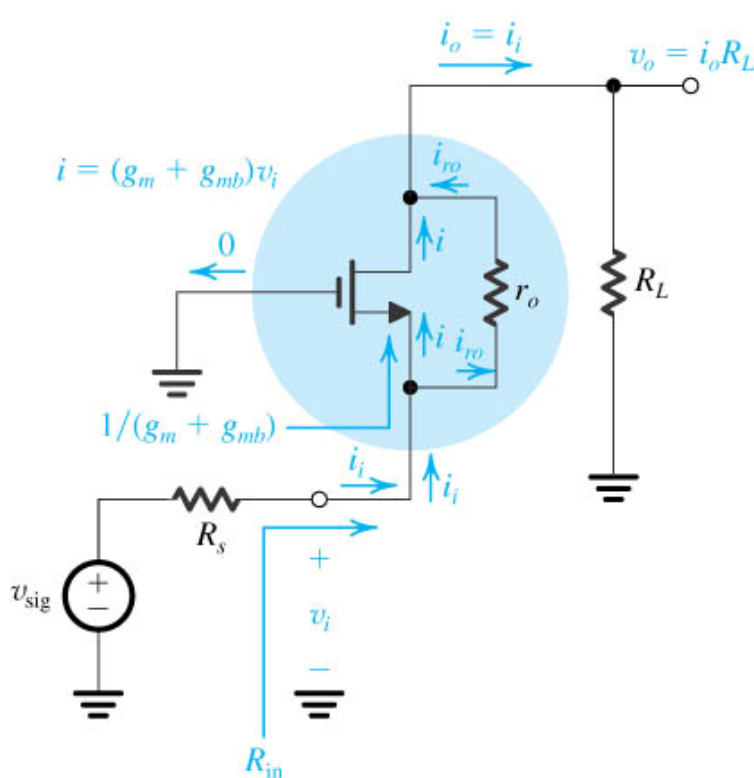 i_o = i_i
v_o = i_o R_L
i = (g_m + g_mb)v_i
i_ro
0
i
r_o
R_L
i
i_ro
1/(g_m + g_mb)
i_i
i_i
R_s
+
v_sig
+
−
v_i
−
R_in